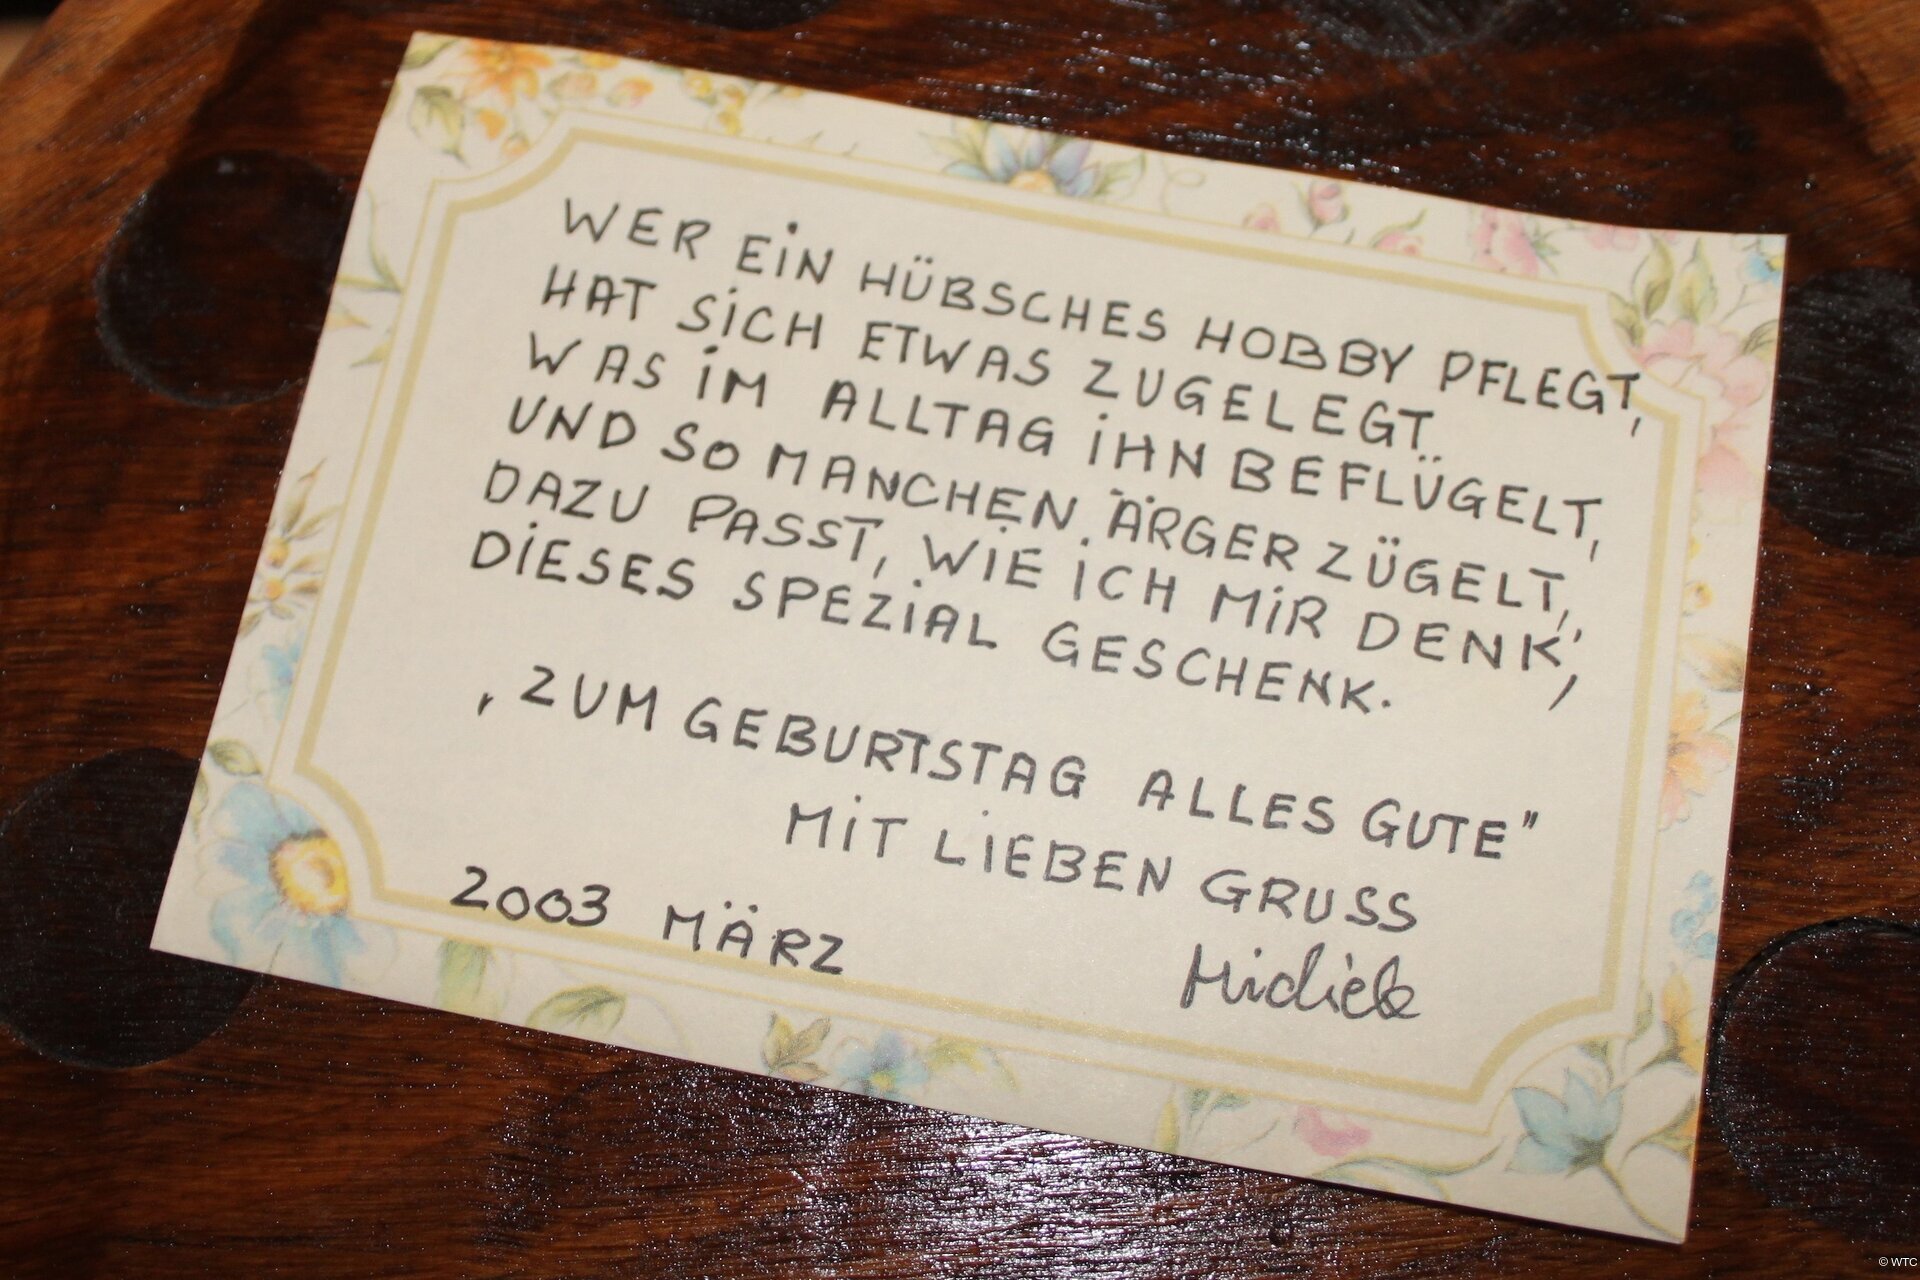 WER EIN HÜBSCHES HOBBY PFLEGT,
HAT SICH ETWAS ZUGELEGT.
WAS IM ALLTAG IHN BEFLÜGELT,
UND SO MANCHEN ÄRGER ZÜGELT,
DAZU PASST, WIE ICH MIR DENK,
DIESES SPEZIAL GESCHENK.
"ZUM GEBURTSTAG ALLES GUTE"
MIT LIEBEN GRUSS
2003 MÄRZ
© WTC